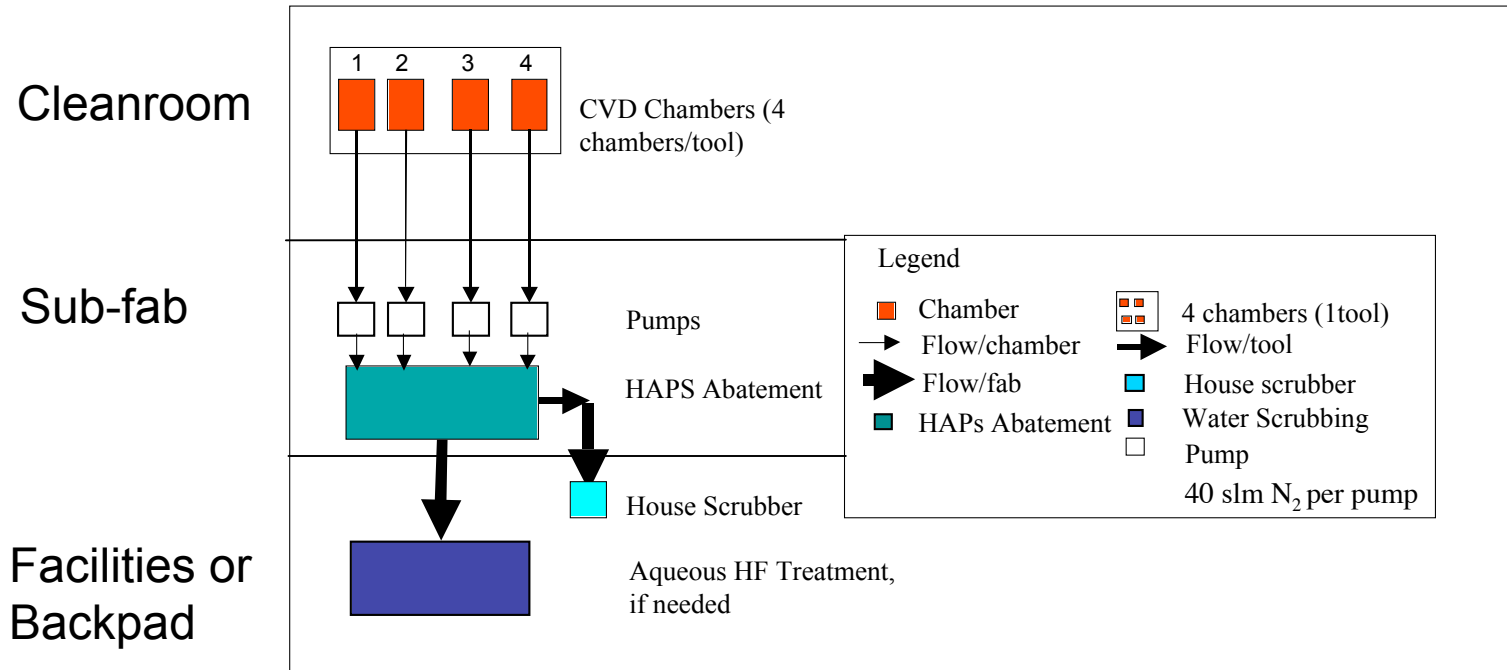 Cleanroom
1 2 3 4
CVD Chambers (4
chambers/tool)
Sub-fab
Pumps
HAPS Abatement
Legend
Chamber
Flow/chamber
Flow/fab
HAPs Abatement
4 chambers (1tool)
Flow/tool
House scrubber
Water Scrubbing
Pump
40 slm N₂ per pump
House Scrubber
Facilities or
Backpad
Aqueous HF Treatment,
if needed